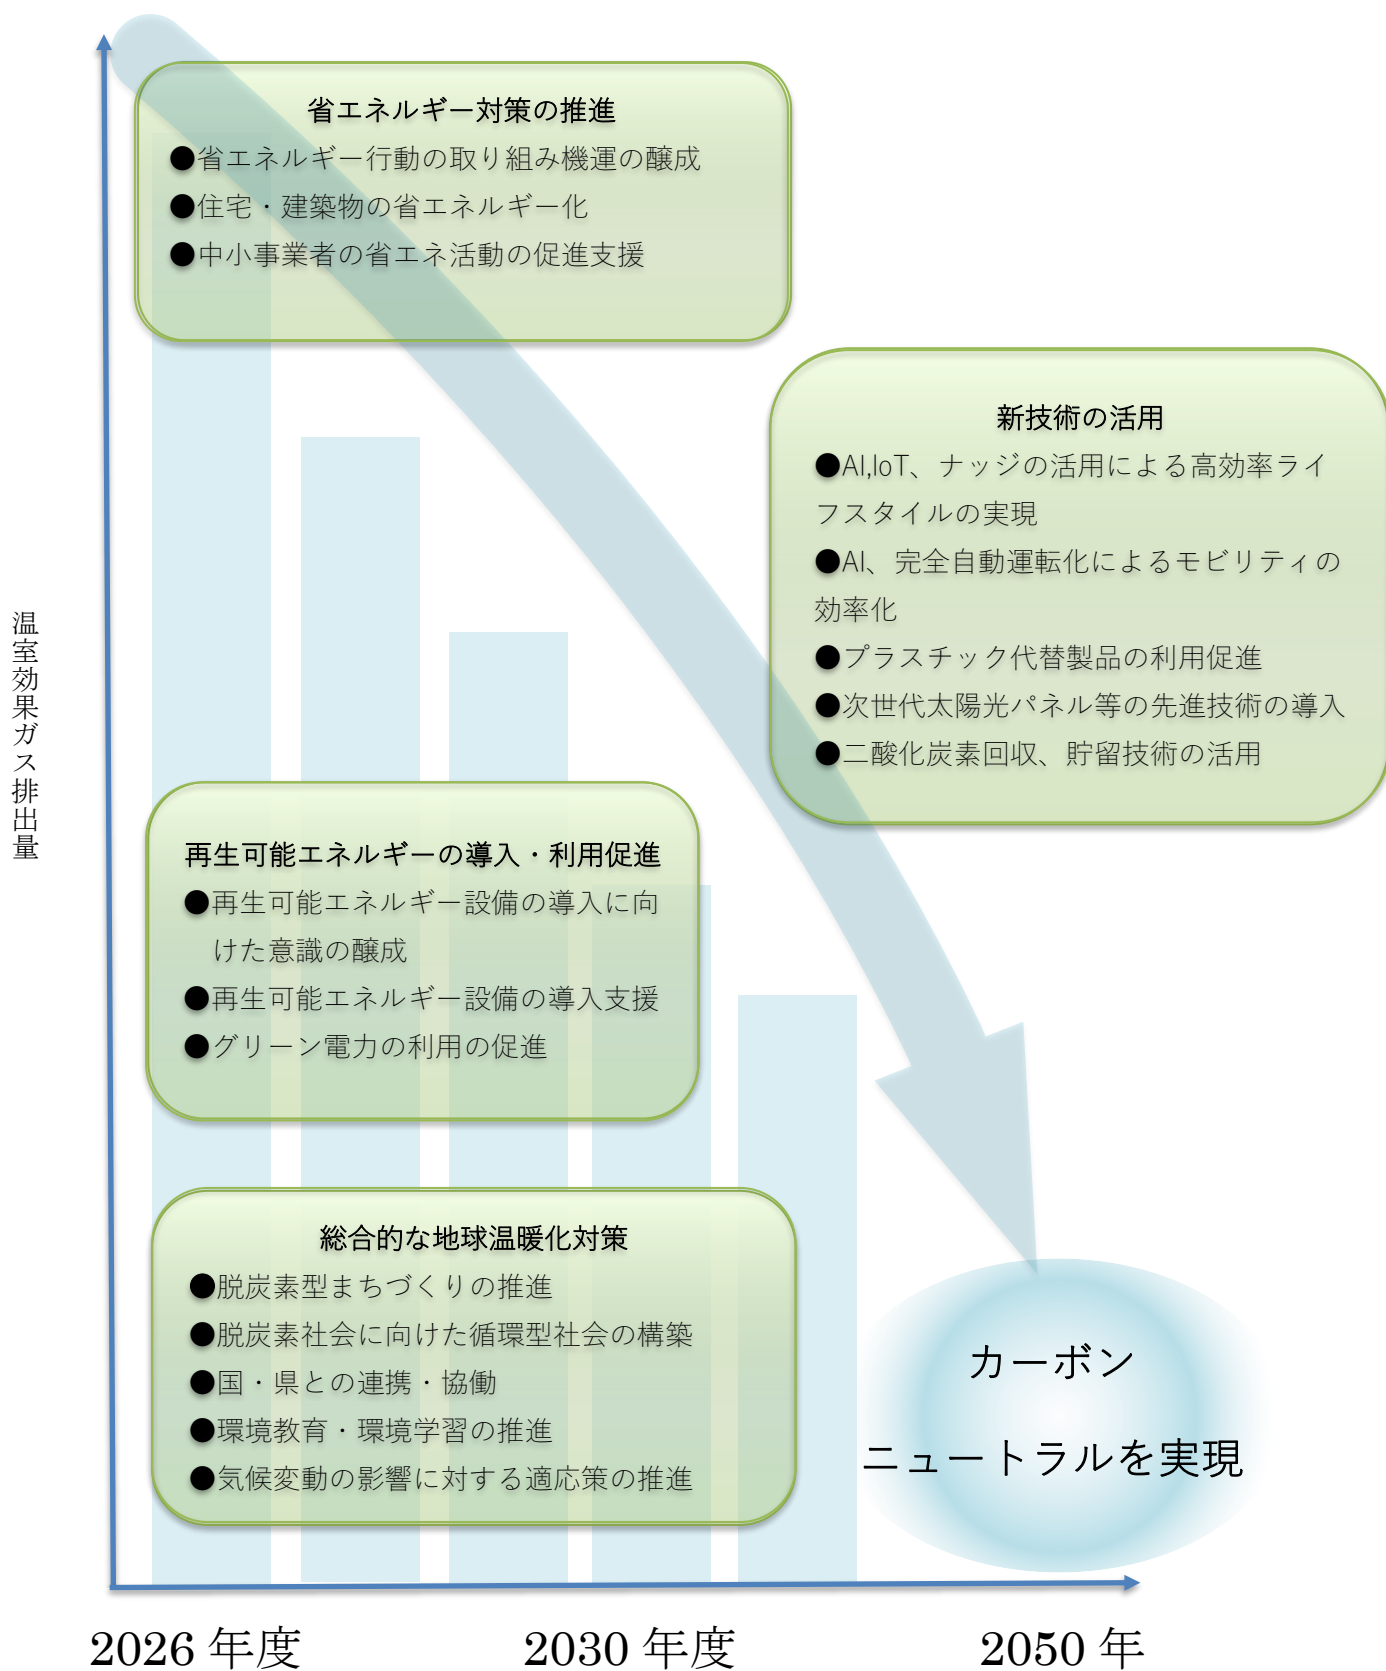 省エネルギー対策の推進
●省エネルギー行動の取り組み機運の醸成
●住宅・建築物の省エネルギー化
●中小事業者の省エネ活動の促進支援
新技術の活用
●AI,IoT、ナッジの活用による高効率ライ
フスタイルの実現
●AI、完全自動運転化によるモビリティの
効率化
●プラスチック代替製品の利用促進
●次世代太陽光パネル等の先進技術の導入
●二酸化炭素回収、貯留技術の活用
温室効果ガス排出量
再生可能エネルギーの導入・利用促進
●再生可能エネルギー設備の導入に向
けた意識の醸成
●再生可能エネルギー設備の導入支援
●グリーン電力の利用の促進
総合的な地球温暖化対策
●脱炭素型まちづくりの推進
●脱炭素社会に向けた循環型社会の構築
●国・県との連携・協働
●環境教育・環境学習の推進
●気候変動の影響に対する適応策の推進
カーボン
ニュートラルを実現
2026 年度
2030 年度
2050 年